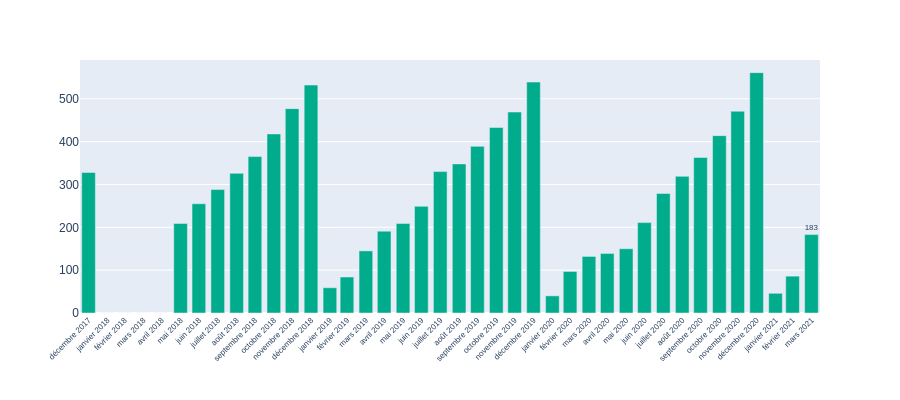 500
400
300
200
100
0
183
décembre 2017
janvier 2018
février 2018
mars 2018
avril 2018
mai 2018
juin 2018
juillet 2018
août 2018
septembre 2018
octobre 2018
novembre 2018
décembre 2018
janvier 2019
février 2019
mars 2019
avril 2019
mai 2019
juin 2019
juillet 2019
août 2019
septembre 2019
octobre 2019
novembre 2019
décembre 2019
janvier 2020
février 2020
mars 2020
avril 2020
mai 2020
juin 2020
juillet 2020
août 2020
septembre 2020
octobre 2020
novembre 2020
décembre 2020
janvier 2021
février 2021
mars 2021